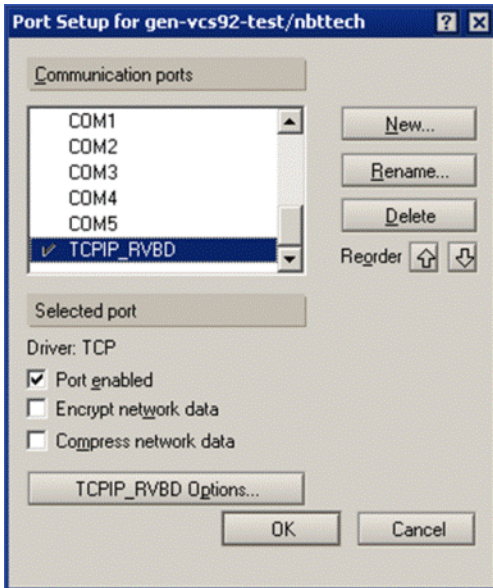 Port Setup for gen-vcs92-test/nbttech
Communication ports
COM1
COM2
COM3
COM4
COM5
TCPIP_RVBD
New...
Rename...
Delete
Reorder
Selected port
Driver: TCP
Port enabled
Encrypt network data
Compress network data
TCPIP_RVBD Options...
OK Cancel